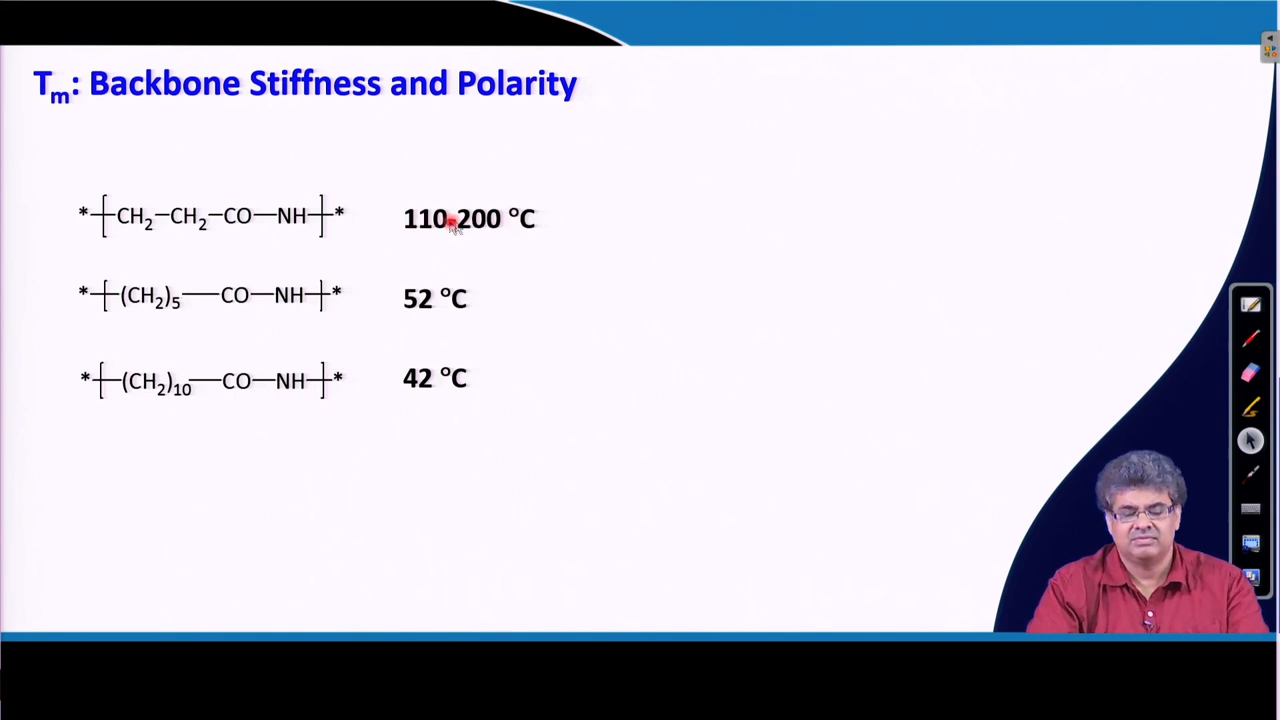 Tₘ: Backbone Stiffness and Polarity
*-[-CH₂-CH₂-CO-NH-]-* 110-200 °C
*-[-(CH₂)₅-CO-NH-]-* 52 °C
*-[-(CH₂)₁₀-CO-NH-]-* 42 °C